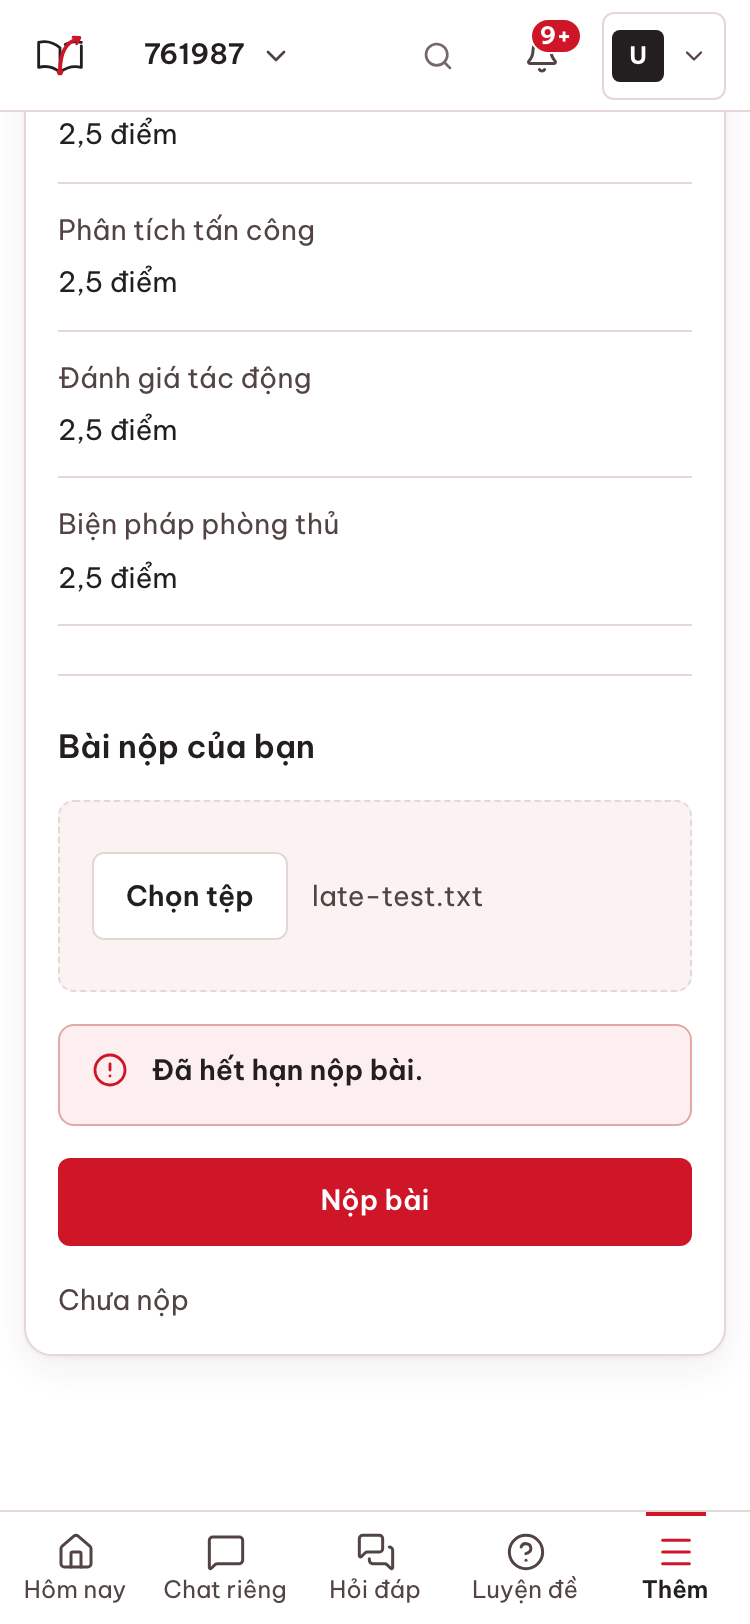 761987
9+
U
2,5 điểm
Phân tích tấn công
2,5 điểm
Đánh giá tác động
2,5 điểm
Biện pháp phòng thủ
2,5 điểm
Bài nộp của bạn
Chọn tệp
late-test.txt
Đã hết hạn nộp bài.
Nộp bài
Chưa nộp
Hôm nay
Chat riêng
Hỏi đáp
Luyện đề
Thêm